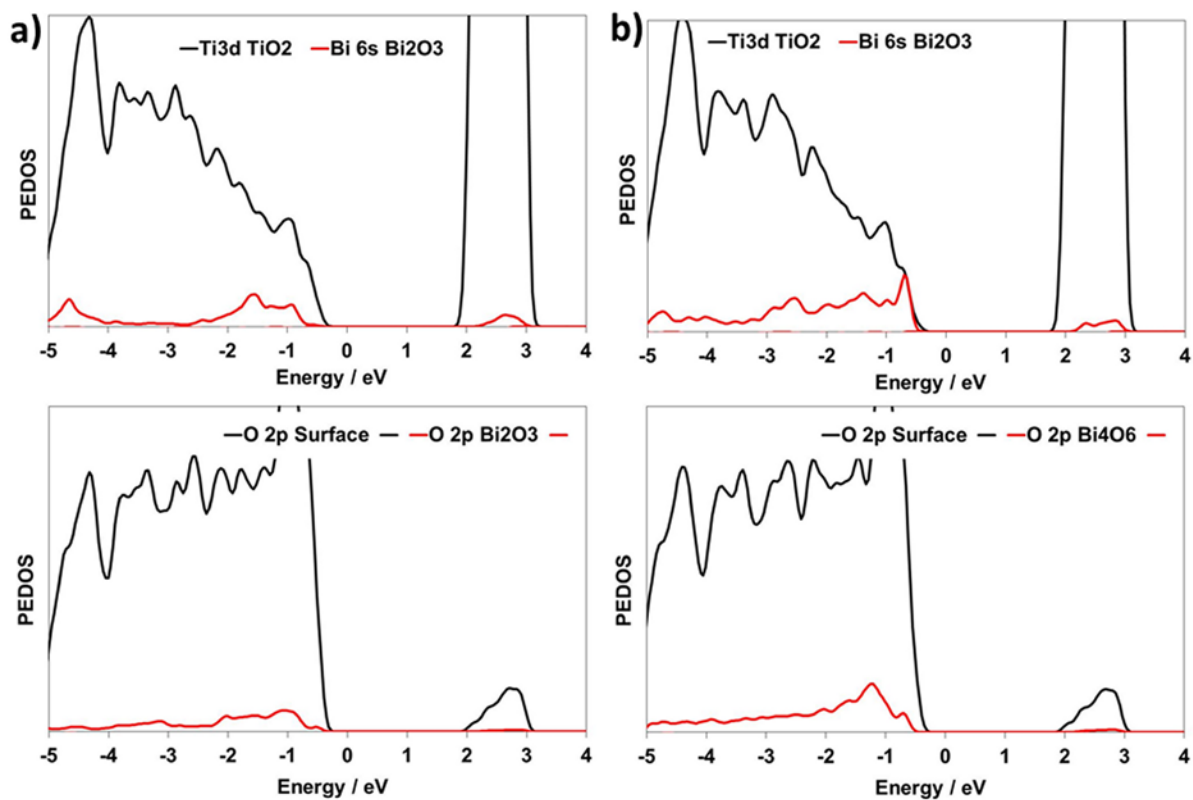 a)
Ti3d TiO2 Bi 6s Bi2O3
PEDOS
-5 -4 -3 -2 -1 0 1 2 3 4
Energy / eV
b)
Ti3d TiO2 Bi 6s Bi2O3
PEDOS
-5 -4 -3 -2 -1 0 1 2 3 4
Energy / eV
O 2p Surface O 2p Bi2O3
PEDOS
-5 -4 -3 -2 -1 0 1 2 3 4
Energy / eV
O 2p Surface O 2p Bi4O6
PEDOS
-5 -4 -3 -2 -1 0 1 2 3 4
Energy / eV